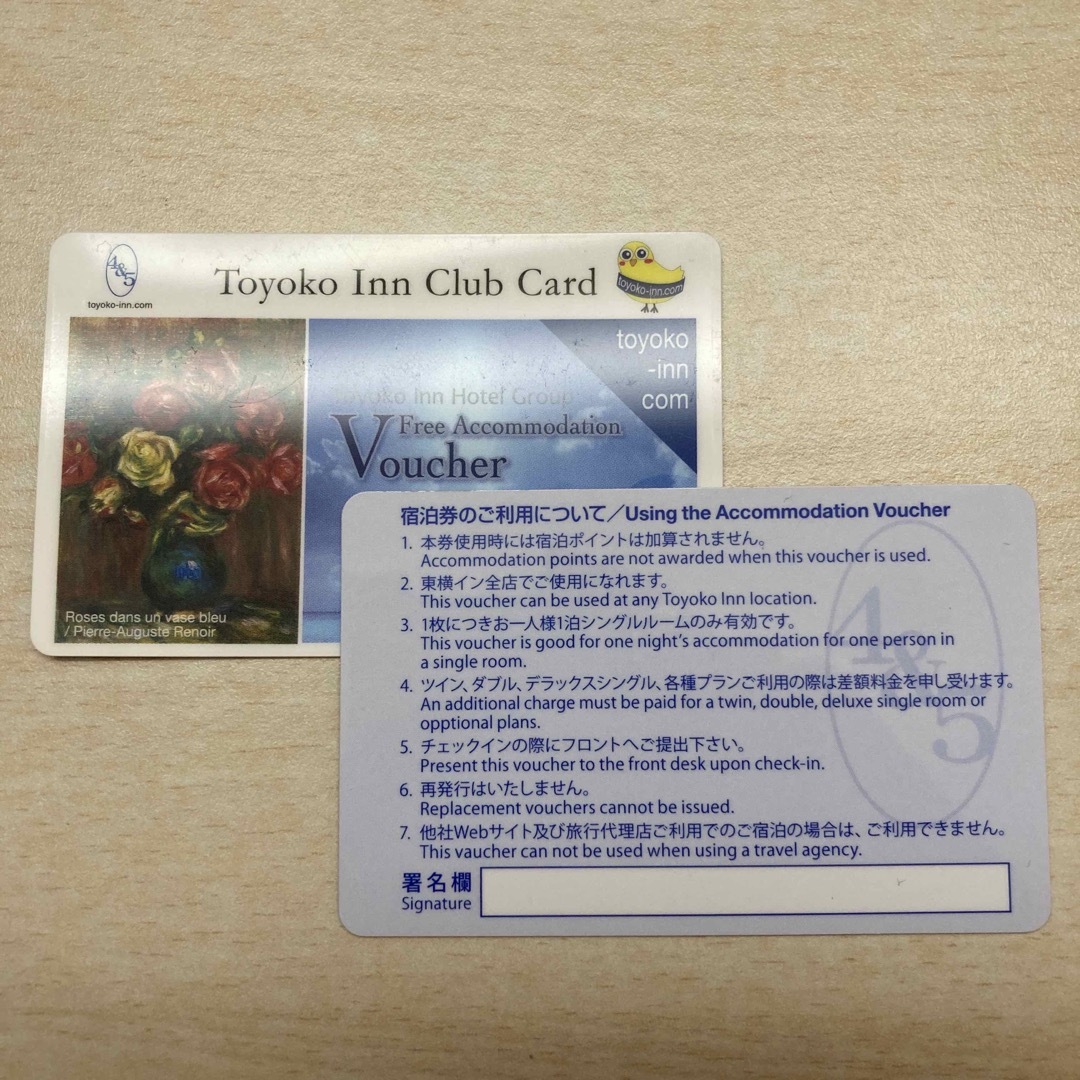 4&5
toyoko-inn.com
Toyoko Inn Club Card
toyoko-inn.com
toyoko
-inn
com
Toyoko Inn Hotel Group
Free Accommodation
Voucher
Roses dans un vase bleu
/ Pierre-Auguste Renoir
宿泊券のご利用について／Using the Accommodation Voucher
1. 本券使用時には宿泊ポイントは加算されません。
Accommodation points are not awarded when this voucher is used.
2. 東横イン全店でご使用になれます。
This voucher can be used at any Toyoko Inn location.
3. 1枚につきお一人様1泊シングルルームのみ有効です。
This voucher is good for one night's accommodation for one person in
a single room.
4. ツイン、ダブル、デラックスシングル、各種プランご利用の際は差額料金を申し受けます。
An additional charge must be paid for a twin, double, deluxe single room or
opptional plans.
5. チェックインの際にフロントへご提出下さい。
Present this voucher to the front desk upon check-in.
6. 再発行はいたしません。
Replacement vouchers cannot be issued.
7. 他社Webサイト及び旅行代理店ご利用でのご宿泊の場合は、ご利用できません。
This vaucher can not be used when using a travel agency.
4&5
署名欄
Signature